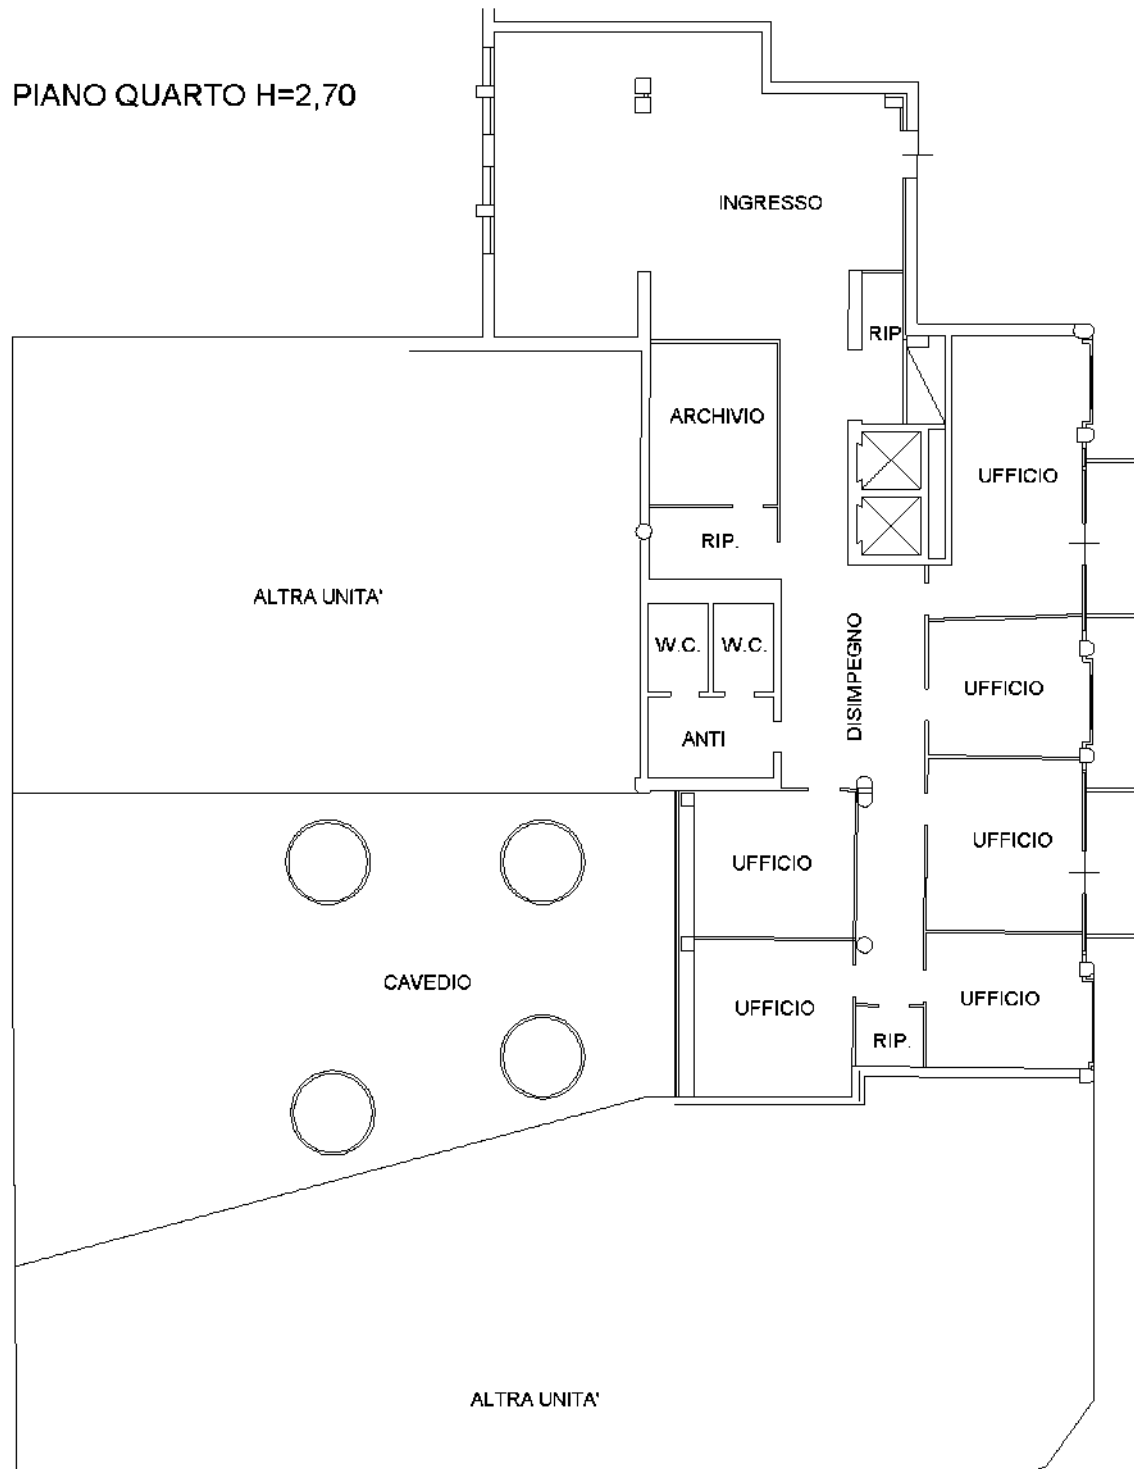 PIANO QUARTO H=2,70
INGRESSO
RIP
ARCHIVIO
UFFICIO
RIP.
ALTRA UNITA'
DISIMPEGNO
W.C.
W.C.
UFFICIO
ANTI
UFFICIO
UFFICIO
CAVEDIO
UFFICIO
UFFICIO
RIP.
ALTRA UNITA'